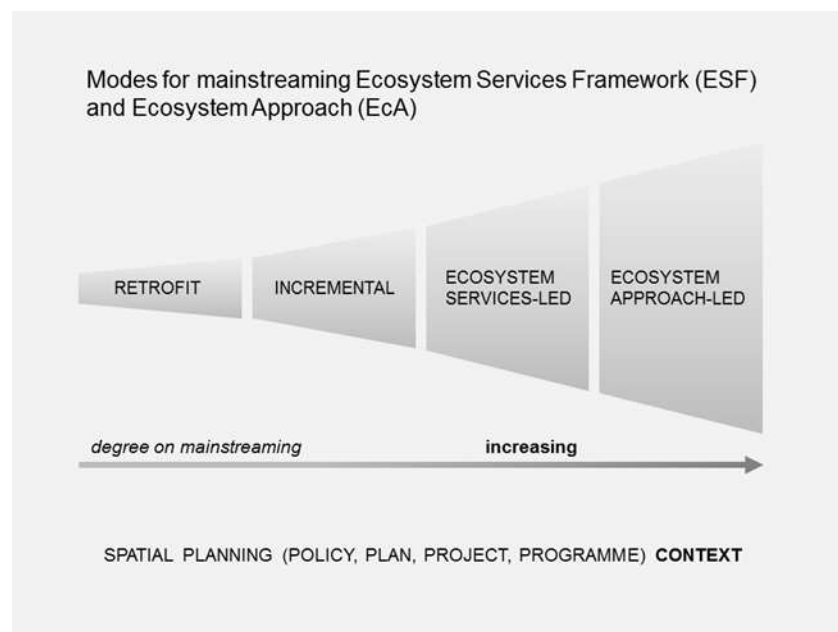 Modes for mainstreaming Ecosystem Services Framework (ESF)
and Ecosystem Approach (EcA)
RETROFIT
INCREMENTAL
ECOSYSTEM
SERVICES-LED
ECOSYSTEM
APPROACH-LED
degree on mainstreaming
increasing
SPATIAL PLANNING (POLICY, PLAN, PROJECT, PROGRAMME) CONTEXT